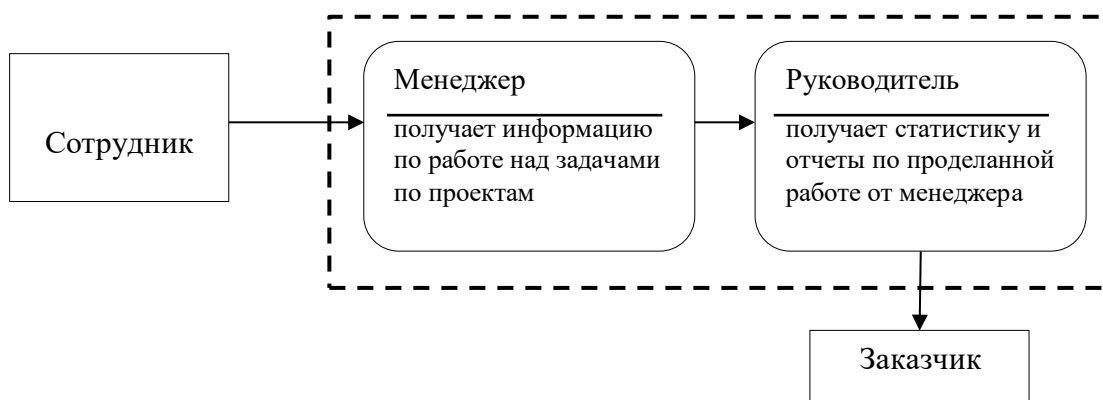 Сотрудник
Менеджер
получает информацию
по работе над задачами
по проектам
Руководитель
получает статистику и
отчеты по проделанной
работе от менеджера
Заказчик